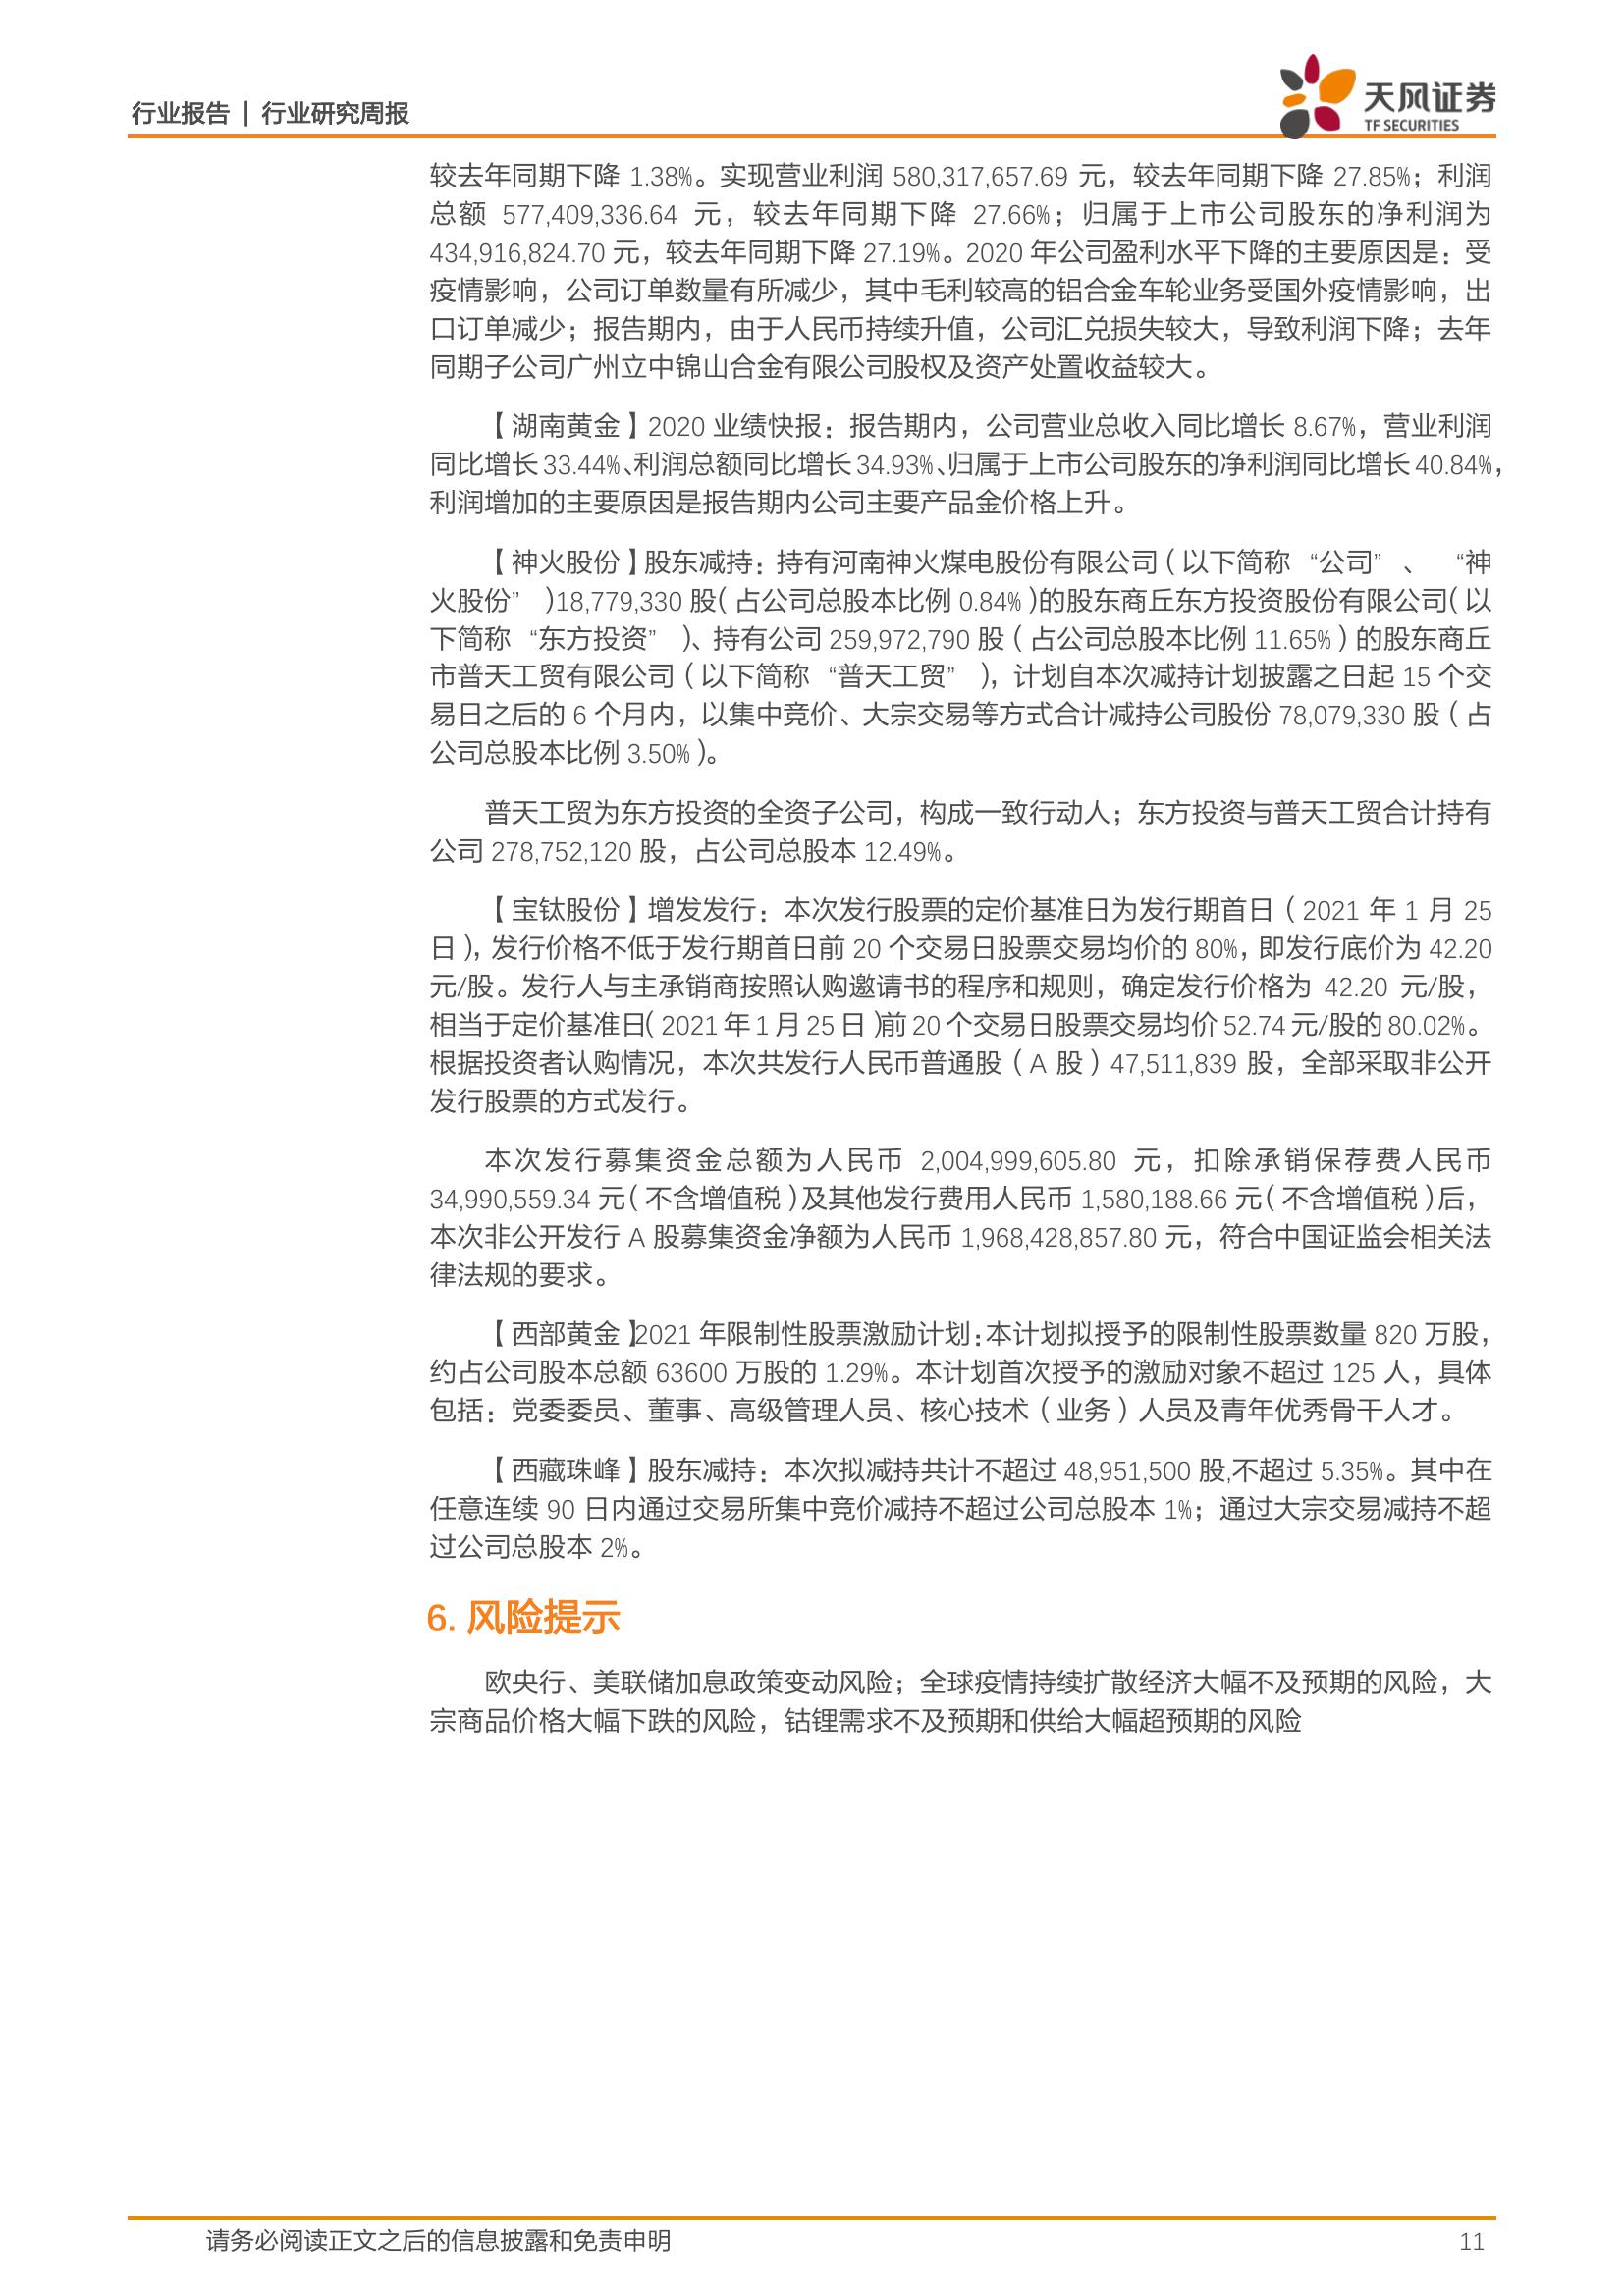 行业报告 | 行业研究周报
天风证券
TF SECURITIES
较去年同期下降 1.38%。实现营业利润 580,317,657.69 元，较去年同期下降 27.85%；利润
总额 577,409,336.64 元，较去年同期下降 27.66%；归属于上市公司股东的净利润为
434,916,824.70 元，较去年同期下降 27.19%。2020 年公司盈利水平下降的主要原因是：受
疫情影响，公司订单数量有所减少，其中毛利较高的铝合金车轮业务受国外疫情影响，出
口订单减少；报告期内，由于人民币持续升值，公司汇兑损失较大，导致利润下降；去年
同期子公司广州立中锦山合金有限公司股权及资产处置收益较大。
【湖南黄金】2020 业绩快报：报告期内，公司营业总收入同比增长 8.67%，营业利润
同比增长 33.44%、利润总额同比增长 34.93%、归属于上市公司股东的净利润同比增长 40.84%，
利润增加的主要原因是报告期内公司主要产品金价格上升。
【神火股份】股东减持：持有河南神火煤电股份有限公司（以下简称“公司”、“神
火股份”）18,779,330 股（占公司总股本比例 0.84%）的股东商丘东方投资股份有限公司（以
下简称“东方投资”）、持有公司 259,972,790 股（占公司总股本比例 11.65%）的股东商丘
市普天工贸有限公司（以下简称“普天工贸”），计划自本次减持计划披露之日起 15 个交
易日之后的 6 个月内，以集中竞价、大宗交易等方式合计减持公司股份 78,079,330 股（占
公司总股本比例 3.50%）。
普天工贸为东方投资的全资子公司，构成一致行动人；东方投资与普天工贸合计持有
公司 278,752,120 股，占公司总股本 12.49%。
【宝钛股份】增发发行：本次发行股票的定价基准日为发行期首日（2021 年 1 月 25
日），发行价格不低于发行期首日前 20 个交易日股票交易均价的 80%，即发行底价为 42.20
元/股。发行人与主承销商按照认购邀请书的程序和规则，确定发行价格为 42.20 元/股，
相当于定价基准日（2021 年 1 月 25 日）前 20 个交易日股票交易均价 52.74 元/股的 80.02%。
根据投资者认购情况，本次共发行人民币普通股（A 股）47,511,839 股，全部采取非公开
发行股票的方式发行。
本次发行募集资金总额为人民币 2,004,999,605.80 元，扣除承销保荐费人民币
34,990,559.34 元（不含增值税）及其他发行费用人民币 1,580,188.66 元（不含增值税）后，
本次非公开发行 A 股募集资金净额为人民币 1,968,428,857.80 元，符合中国证监会相关法
律法规的要求。
【西部黄金】2021 年限制性股票激励计划：本计划拟授予的限制性股票数量 820 万股，
约占公司股本总额 63600 万股的 1.29%。本计划首次授予的激励对象不超过 125 人，具体
包括：党委委员、董事、高级管理人员、核心技术（业务）人员及青年优秀骨干人才。
【西藏珠峰】股东减持：本次拟减持共计不超过 48,951,500 股,不超过 5.35%。其中在
任意连续 90 日内通过交易所集中竞价减持不超过公司总股本 1%；通过大宗交易减持不超
过公司总股本 2%。
6. 风险提示
欧央行、美联储加息政策变动风险；全球疫情持续扩散经济大幅不及预期的风险，大
宗商品价格大幅下跌的风险，钴锂需求不及预期和供给大幅超预期的风险
请务必阅读正文之后的信息披露和免责申明
11